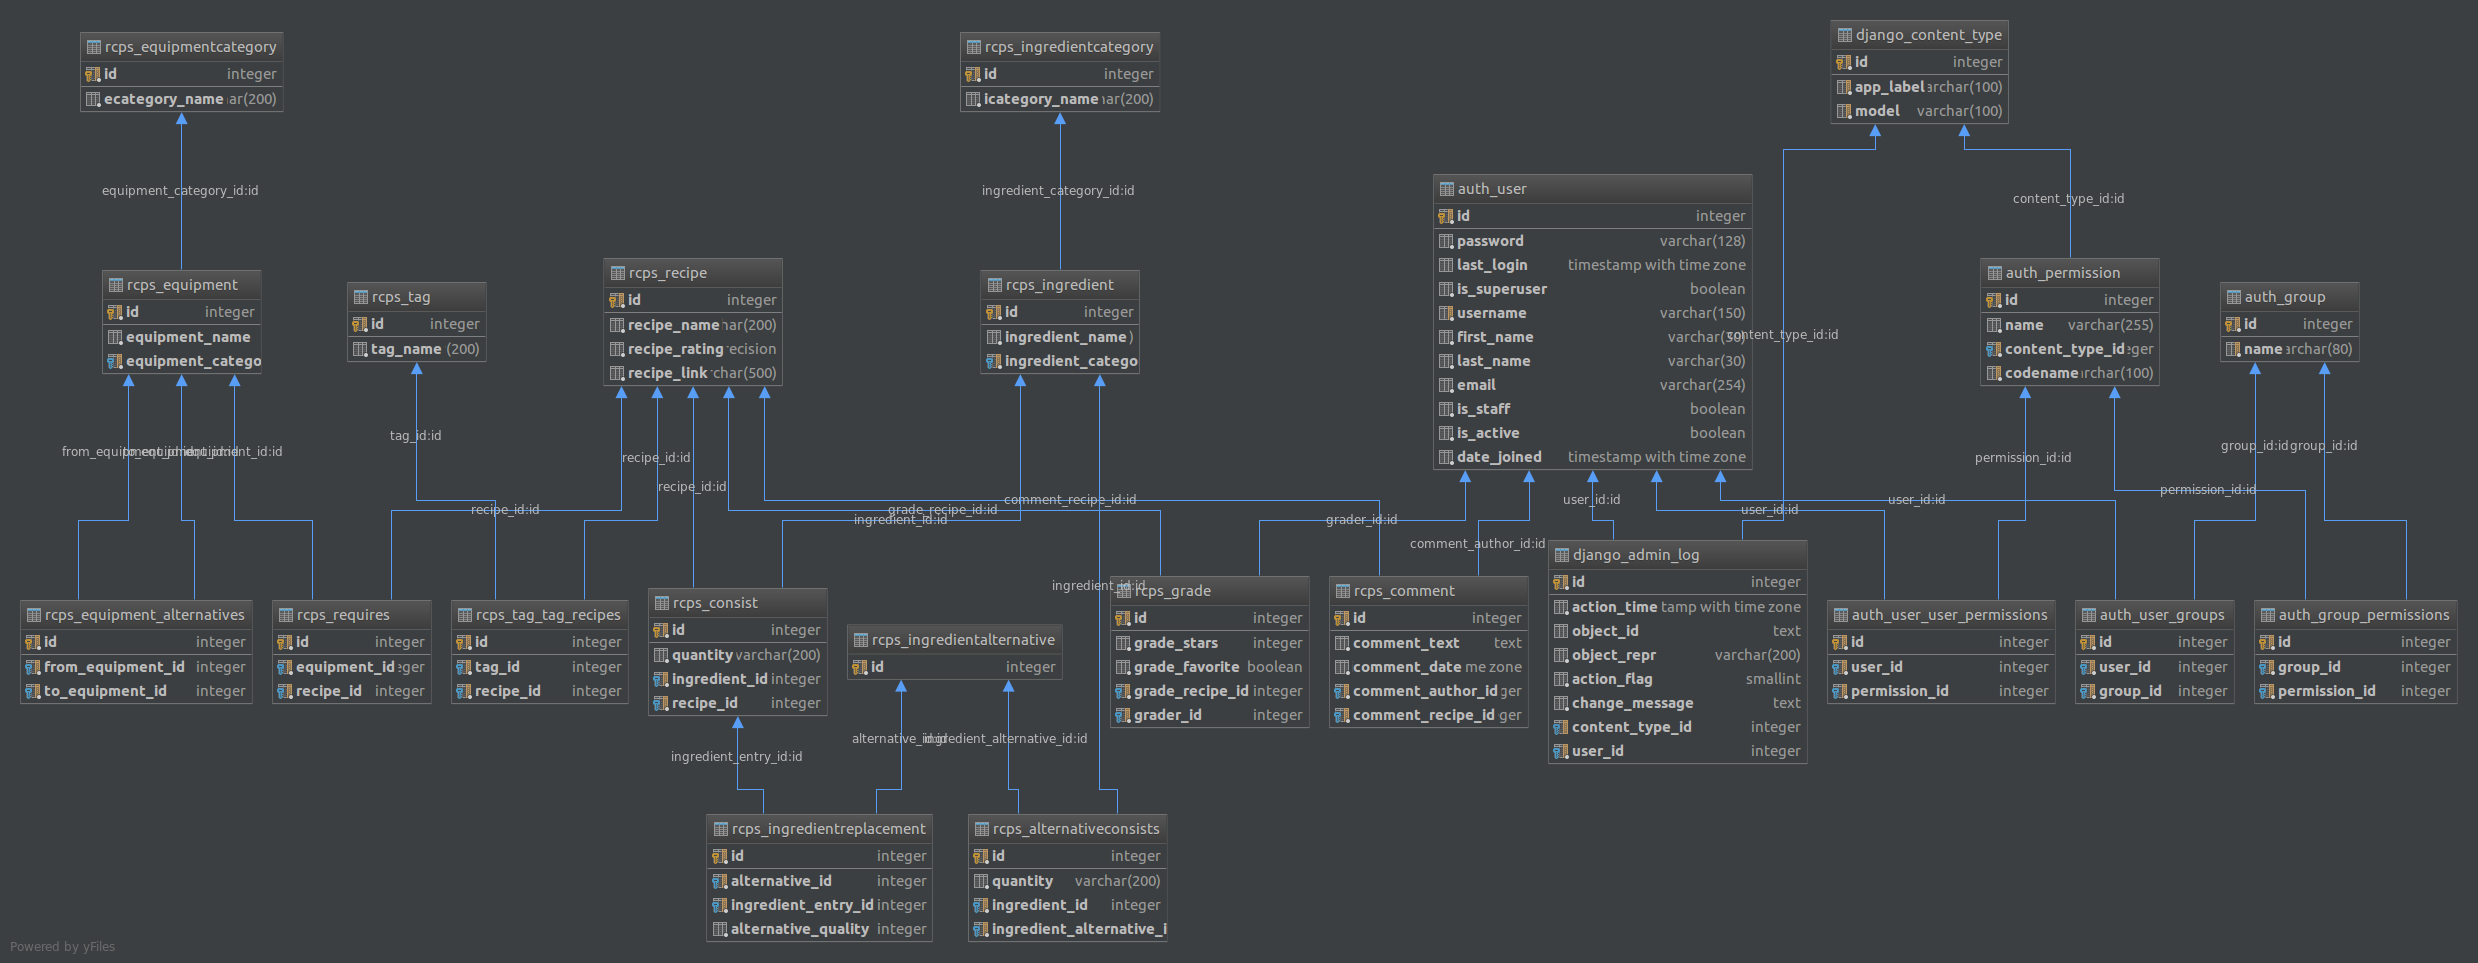 rcps_equipmentcategory
id integer
ecategory_name ar(200)
rcps_ingredientcategory
id integer
icategory_name ar(200)
django_content_type
id integer
app_label archar(100)
model varchar(100)
equipment_category_id:id
ingredient_category_id:id
content_type_id:id
auth_user
id integer
password varchar(128)
last_login timestamp with time zone
is_superuser boolean
username varchar(150)
first_name varchar(30)
last_name varchar(30)
email varchar(254)
is_staff boolean
is_active boolean
date_joined timestamp with time zone
content_type_id:id
rcps_equipment
id integer
equipment_name
equipment_catego
rcps_tag
id integer
tag_name (200)
rcps_recipe
id integer
recipe_name har(200)
recipe_rating recision
recipe_link char(500)
rcps_ingredient
id integer
ingredient_name )
ingredient_catego
auth_permission
id integer
name varchar(255)
content_type_id eger
codename rchar(100)
auth_group
id integer
name archar(80)
tag_id:id
from_equipment_id:id
to_equipment_id:id
equipment_id:id
recipe_id:id
recipe_id:id
recipe_id:id
comment_recipe_id:id
grade_recipe_id:id
ingredient_id:id
grader_id:id
user_id:id
user_id:id
user_id:id
comment_author_id:id
permission_id:id
permission_id:id
group_id:id
group_id:id
ingredient_id:id
rcps_equipment_alternatives
id integer
from_equipment_id integer
to_equipment_id integer
rcps_requires
id integer
equipment_id eger
recipe_id integer
rcps_tag_tag_recipes
id integer
tag_id integer
recipe_id integer
rcps_consist
id integer
quantity varchar(200)
ingredient_id integer
recipe_id integer
rcps_ingredientalternative
id integer
rcps_grade
id integer
grade_stars integer
grade_favorite boolean
grade_recipe_id integer
grader_id integer
rcps_comment
id integer
comment_text text
comment_date me zone
comment_author_id ger
comment_recipe_id ger
django_admin_log
id integer
action_time tamp with time zone
object_id text
object_repr varchar(200)
action_flag smallint
change_message text
content_type_id integer
user_id integer
auth_user_user_permissions
id integer
user_id integer
permission_id integer
auth_user_groups
id integer
user_id integer
group_id integer
auth_group_permissions
id integer
group_id integer
permission_id integer
ingredient_entry_id:id
alternative_id:id
ingredient_alternative_id:id
rcps_ingredientreplacement
id integer
alternative_id integer
ingredient_entry_id integer
alternative_quality integer
rcps_alternativeconsists
id integer
quantity varchar(200)
ingredient_id integer
ingredient_alternative_i
Powered by yFiles